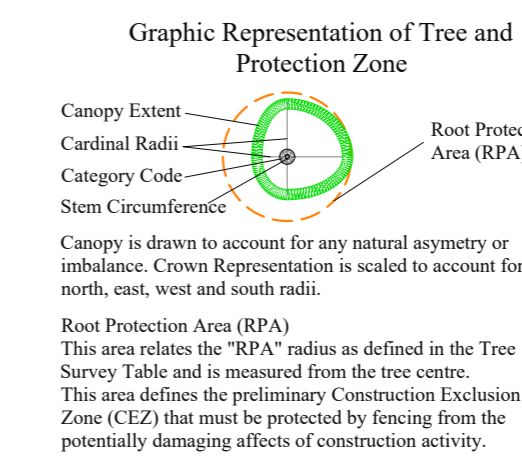 Graphic Representation of Tree and
Protection Zone
Canopy Extent
Cardinal Radii
Category Code
Stem Circumference
Root Protec
Area (RPA)
Canopy is drawn to account for any natural asymetry or
imbalance. Crown Representation is scaled to account for
north, east, west and south radii.
Root Protection Area (RPA)
This area relates the "RPA" radius as defined in the Tree
Survey Table and is measured from the tree centre.
This area defines the preliminary Construction Exclusion
Zone (CEZ) that must be protected by fencing from the
potentially damaging affects of construction activity.